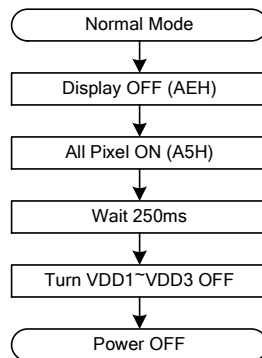 Normal Mode
Display OFF (AEH)
All Pixel ON (A5H)
Wait 250ms
Turn VDD1~VDD3 OFF
Power OFF